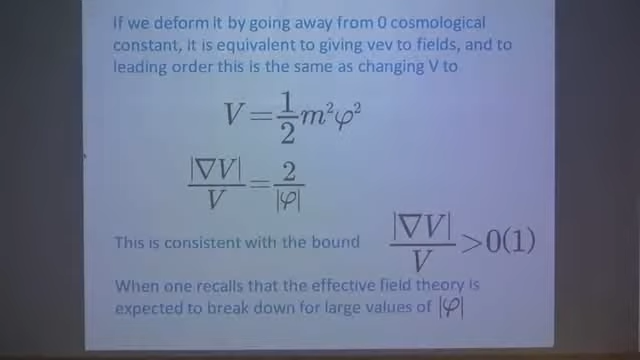 If we deform it by going away from 0 cosmological
constant, it is equivalent to giving vev to fields, and to
leading order this is the same as changing V to
V = 1/2 m²φ²
|∇V|/V = 2/|φ|
This is consistent with the bound |∇V|/V > 0(1)
When one recalls that the effective field theory is
expected to break down for large values of |φ|